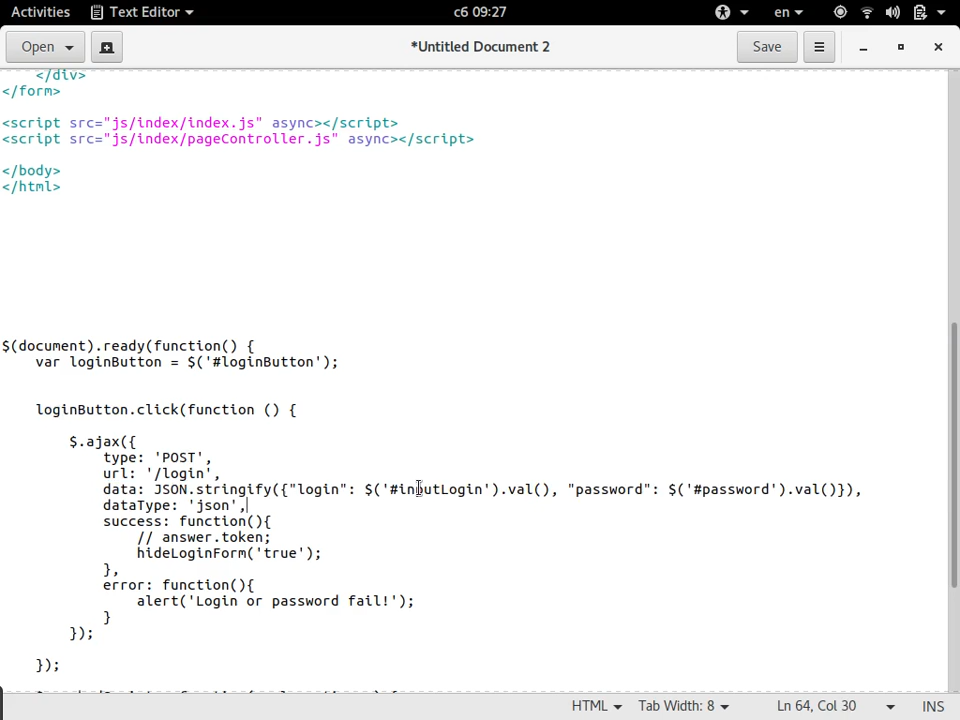 Activities Text Editor с6 09:27 en
Open *Untitled Document 2 Save
</div>
</form>
<script src="js/index/index.js" async></script>
<script src="js/index/pageController.js" async></script>
</body>
</html>
$(document).ready(function() {
var loginButton = $('#loginButton');
loginButton.click(function () {
$.ajax({
type: 'POST',
url: '/login',
data: JSON.stringify({"login": $('#inputLogin').val(), "password": $('#password').val()}),
dataType: 'json',
success: function(){
// answer.token;
hideLoginForm('true');
},
error: function(){
alert('Login or password fail!');
}
});
});
HTML Tab Width: 8 Ln 64, Col 30 INS